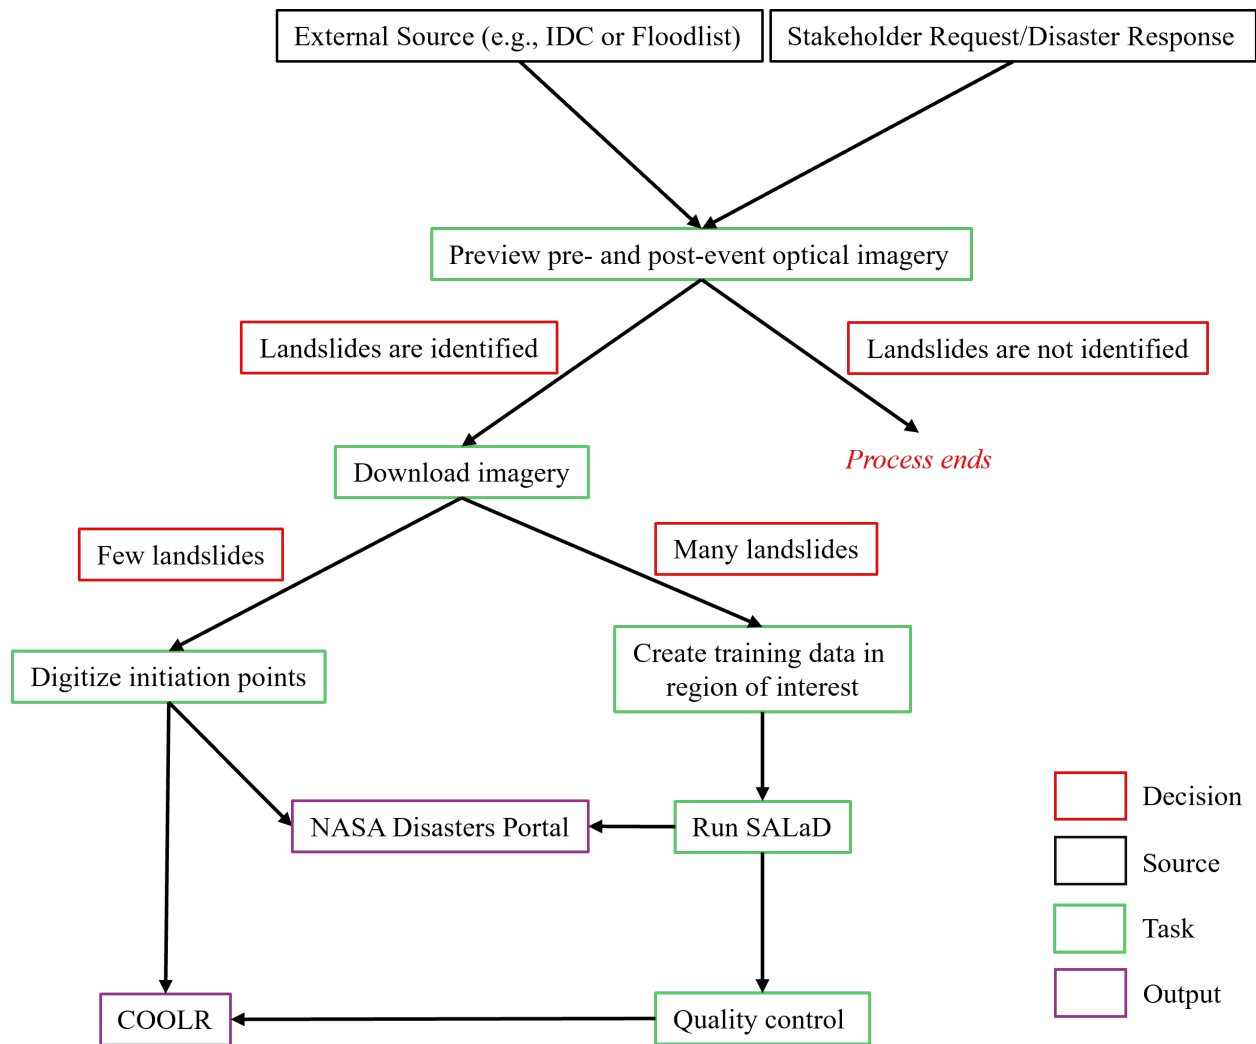 External Source (e.g., IDC or Floodlist)
Stakeholder Request/Disaster Response
Preview pre- and post-event optical imagery
Landslides are identified
Landslides are not identified
Process ends
Download imagery
Few landslides
Many landslides
Digitize initiation points
Create training data in
region of interest
NASA Disasters Portal
Run SALaD
COOLR
Quality control
Decision
Source
Task
Output